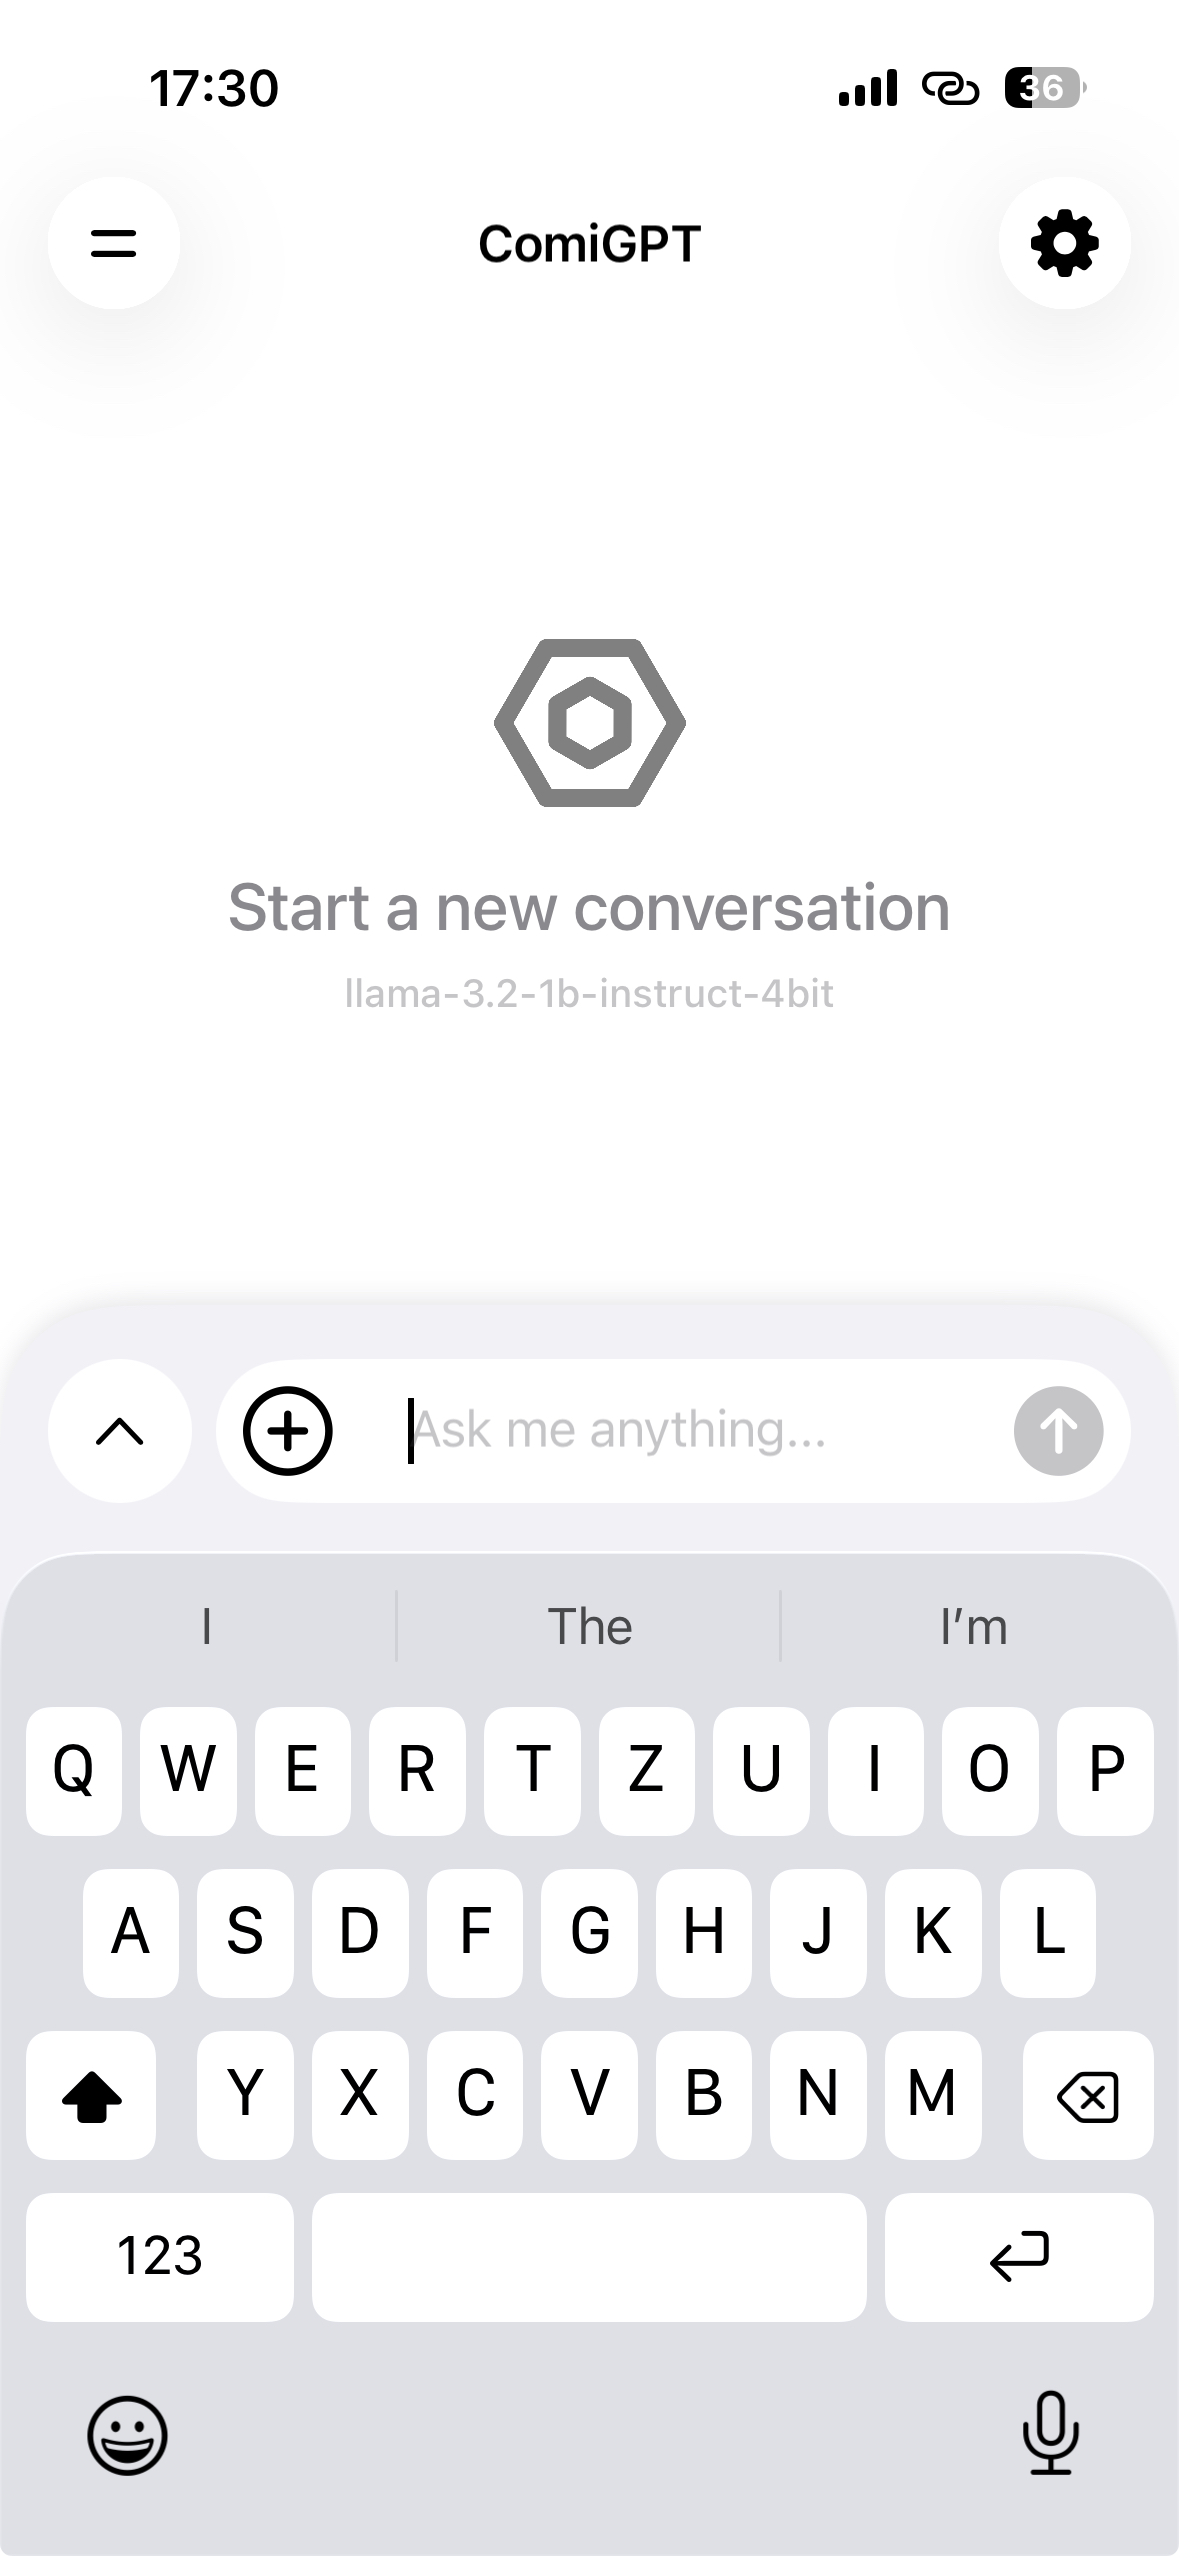 17:30
36
ComiGPT
Start a new conversation
llama-3.2-1b-instruct-4bit
Ask me anything...
I The I'm
Q W E R T Z U I O P
A S D F G H J K L
Y X C V B N M
123